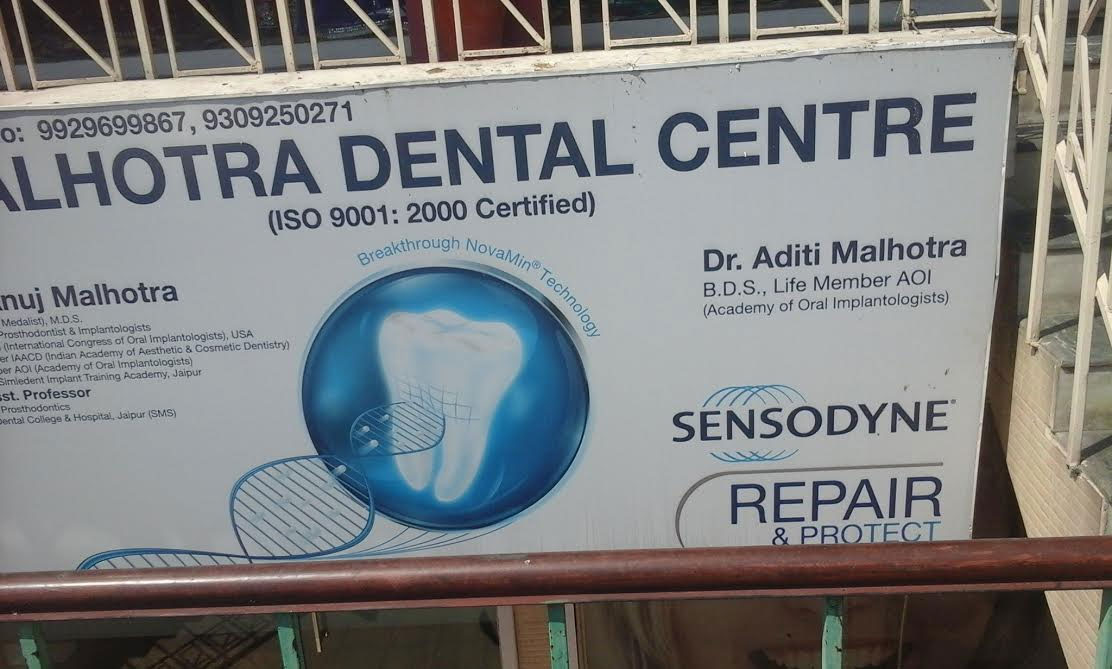 o: 9929699867, 9309250271
ALHOTRA DENTAL CENTRE
(ISO 9001: 2000 Certified)
Breakthrough NovaMin® Technology
nuj Malhotra
Medalist), M.D.S.
Prosthodontist & Implantologists
(International Congress of Oral Implantologists), USA
er IAACD (Indian Academy of Aesthetic & Cosmetic Dentistry)
ber AOI (Academy of Oral Implantologists)
Simledent Implant Training Academy, Jaipur
sst. Professor
Prosthodontics
ental College & Hospital, Jaipur (SMS)
Dr. Aditi Malhotra
B.D.S., Life Member AOI
(Academy of Oral Implantologists)
SENSODYNE®
REPAIR
& PROTECT